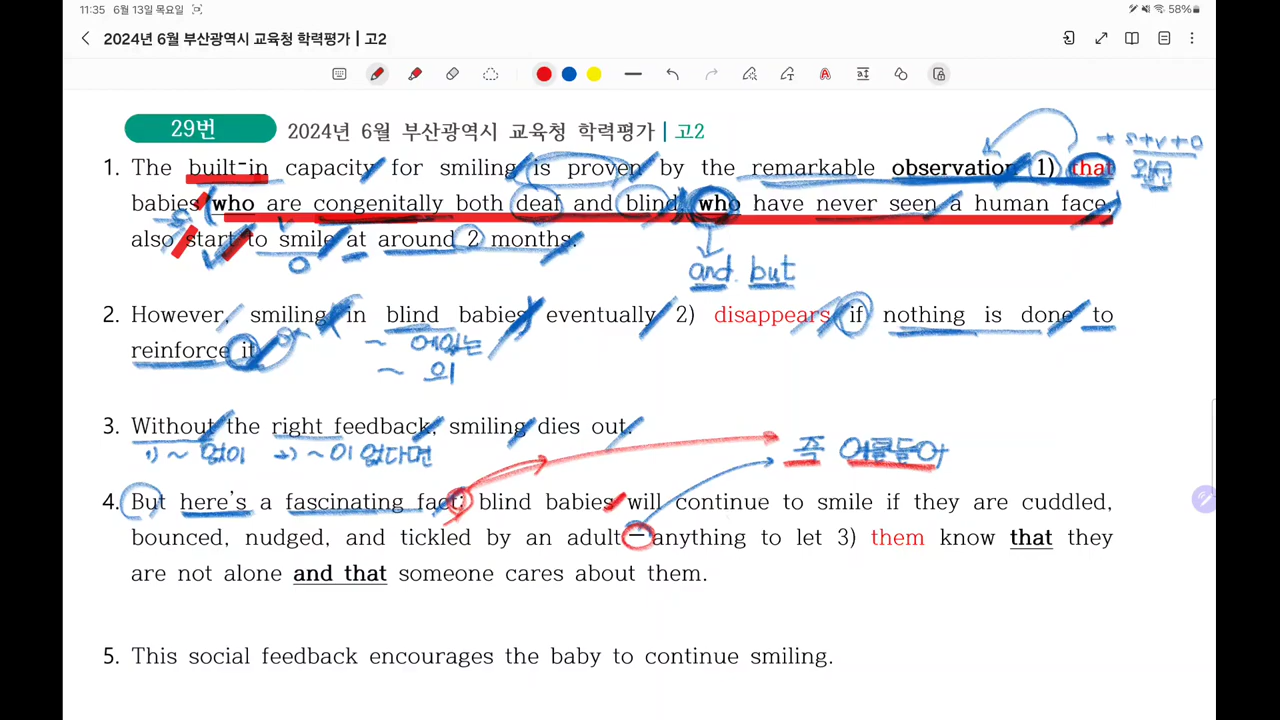 11:35 6월 13일 목요일 58%
2024년 6월 부산광역시 교육청 학력평가 | 고2
29번 2024년 6월 부산광역시 교육청 학력평가 | 고2
+ S+V+O
1. The built-in capacity for smiling is proven by the remarkable observation 1) that
완전
babies who are congenitally both deaf and blind, who have never seen a human face,
S V
also start to smile at around 2 months.
O
and. but
2. However, smiling in blind babies eventually 2) disappears if nothing is done to
reinforce it.
~ 에 있는
~ 의
3. Without the right feedback, smiling dies out.
1) ~ 없이 2) ~이 없다면
즉 예를들어
4. But here's a fascinating fact: blind babies will continue to smile if they are cuddled,
bounced, nudged, and tickled by an adult — anything to let 3) them know that they
are not alone and that someone cares about them.
5. This social feedback encourages the baby to continue smiling.